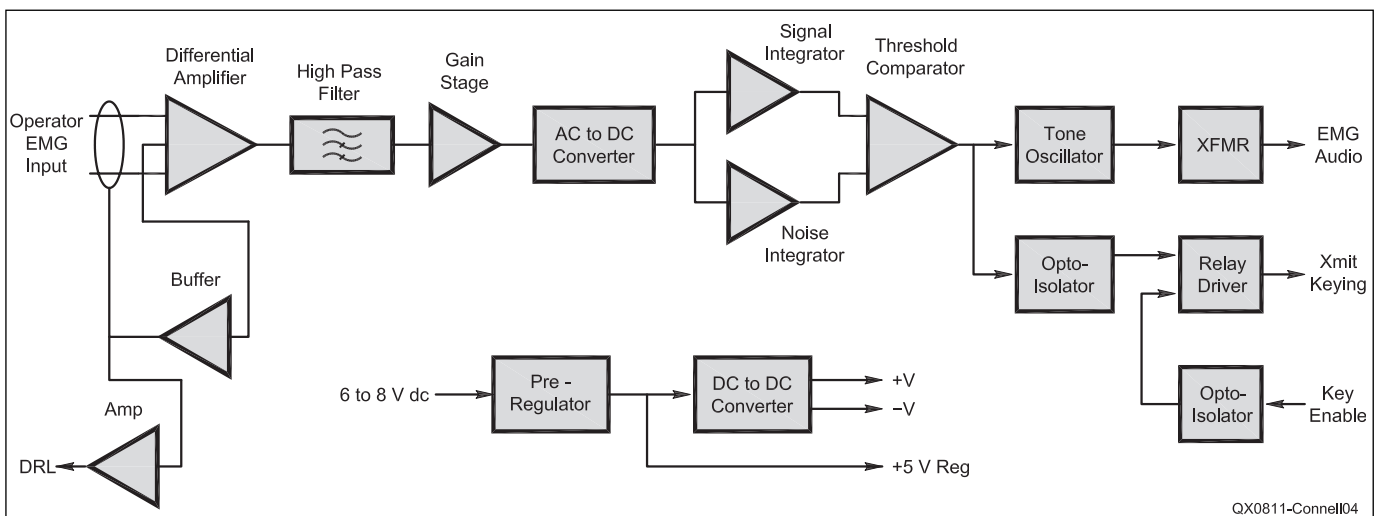 Differential
Amplifier
High Pass
Filter
Gain
Stage
Signal
Integrator
Threshold
Comparator
Operator
EMG
Input
AC to DC
Converter
Tone
Oscillator
XFMR
EMG
Audio
Noise
Integrator
Buffer
Opto-
Isolator
Relay
Driver
Xmit
Keying
Amp
DRL
6 to 8 V dc
Pre -
Regulator
DC to DC
Converter
+V
–V
+5 V Reg
Opto-
Isolator
Key
Enable
QX0811-Connell04